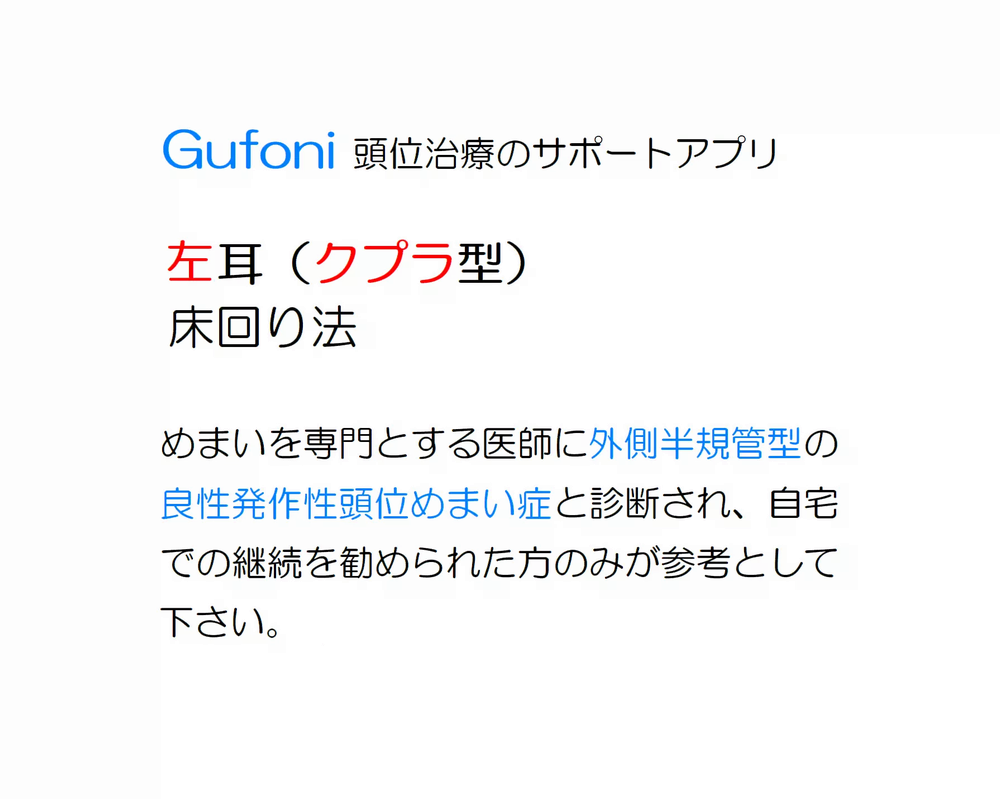 Gufoni 頭位治療のサポートアプリ
左耳（クプラ型）
床回り法
めまいを専門とする医師に外側半規管型の
良性発作性頭位めまい症と診断され、自宅
での継続を勧められた方のみが参考として
下さい。